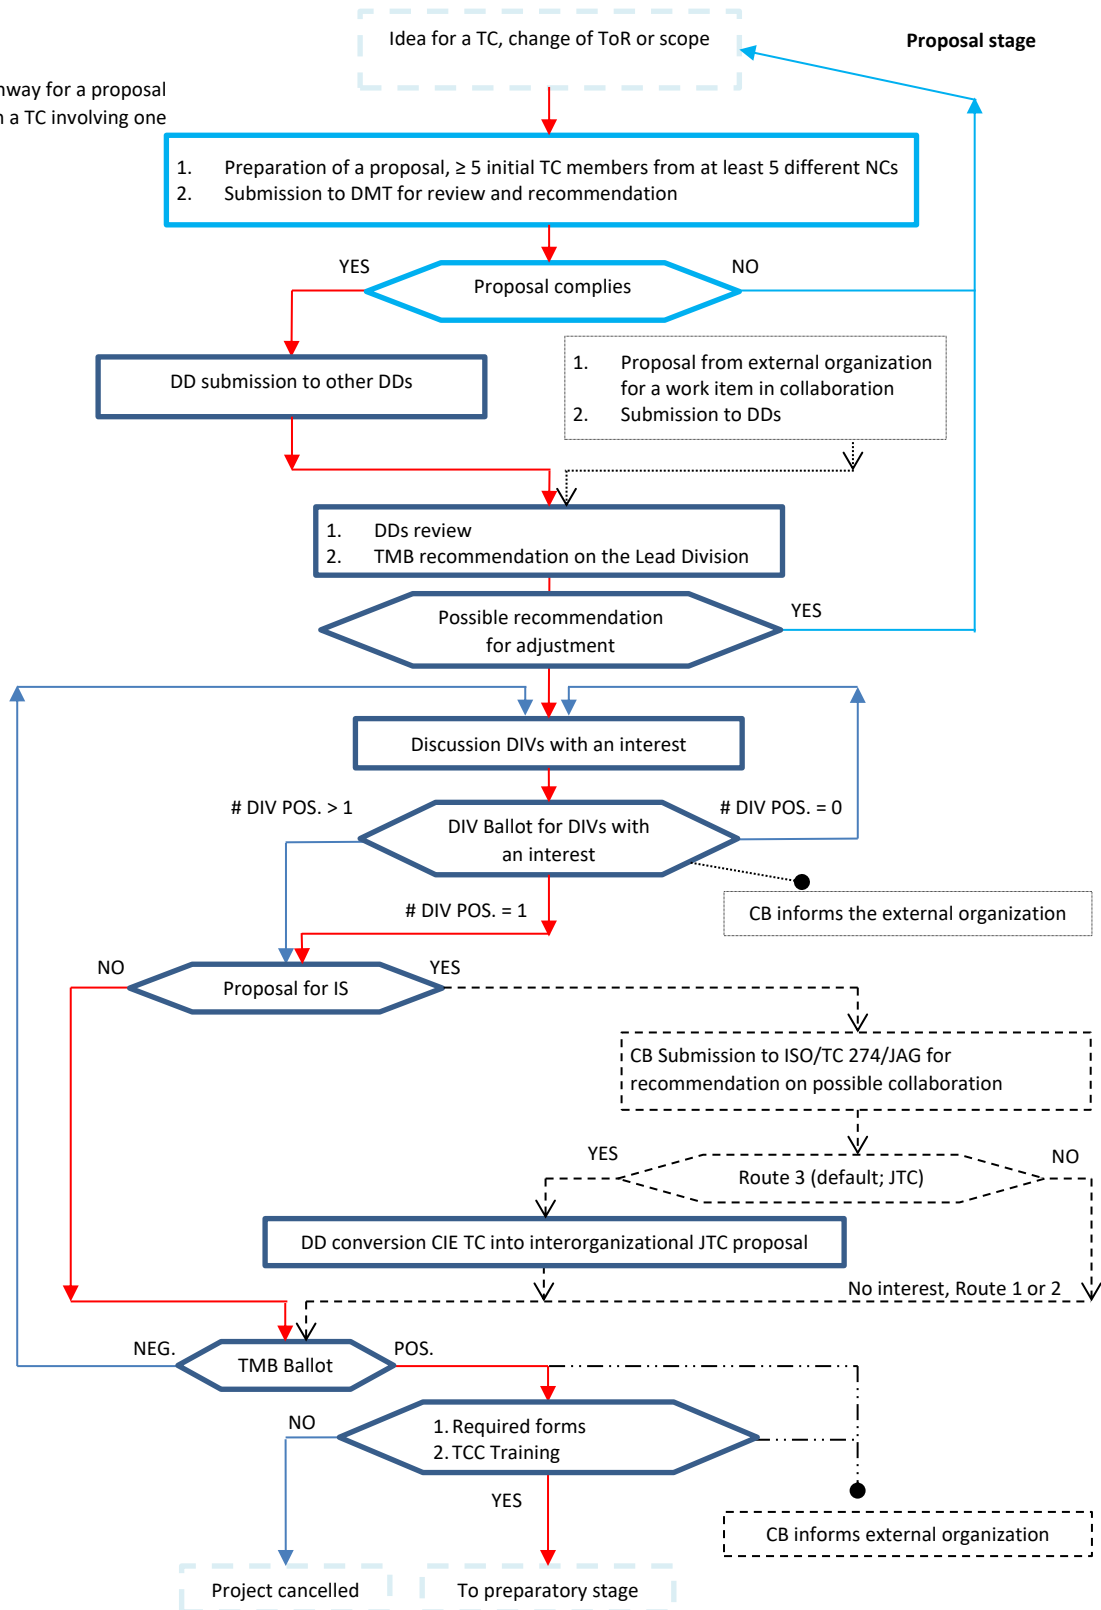 Idea for a TC, change of ToR or scope
Proposal stage
for a proposal
a TC involving one
1. Preparation of a proposal, ≥ 5 initial TC members from at least 5 different NCs
2. Submission to DMT for review and recommendation
YES
NO
Proposal complies
DD submission to other DDs
1. Proposal from external organization
for a work item in collaboration
2. Submission to DDs
1. DDs review
2. TMB recommendation on the Lead Division
Possible recommendation
for adjustment
YES
Discussion DIVs with an interest
# DIV POS. > 1
# DIV POS. = 0
DIV Ballot for DIVs with
an interest
# DIV POS. = 1
CB informs the external organization
NO
YES
Proposal for IS
CB Submission to ISO/TC 274/JAG for
recommendation on possible collaboration
YES
NO
Route 3 (default; JTC)
DD conversion CIE TC into interorganizational JTC proposal
No interest, Route 1 or 2
NEG.
POS.
TMB Ballot
NO
1. Required forms
2. TCC Training
YES
CB informs external organization
Project cancelled
To preparatory stage